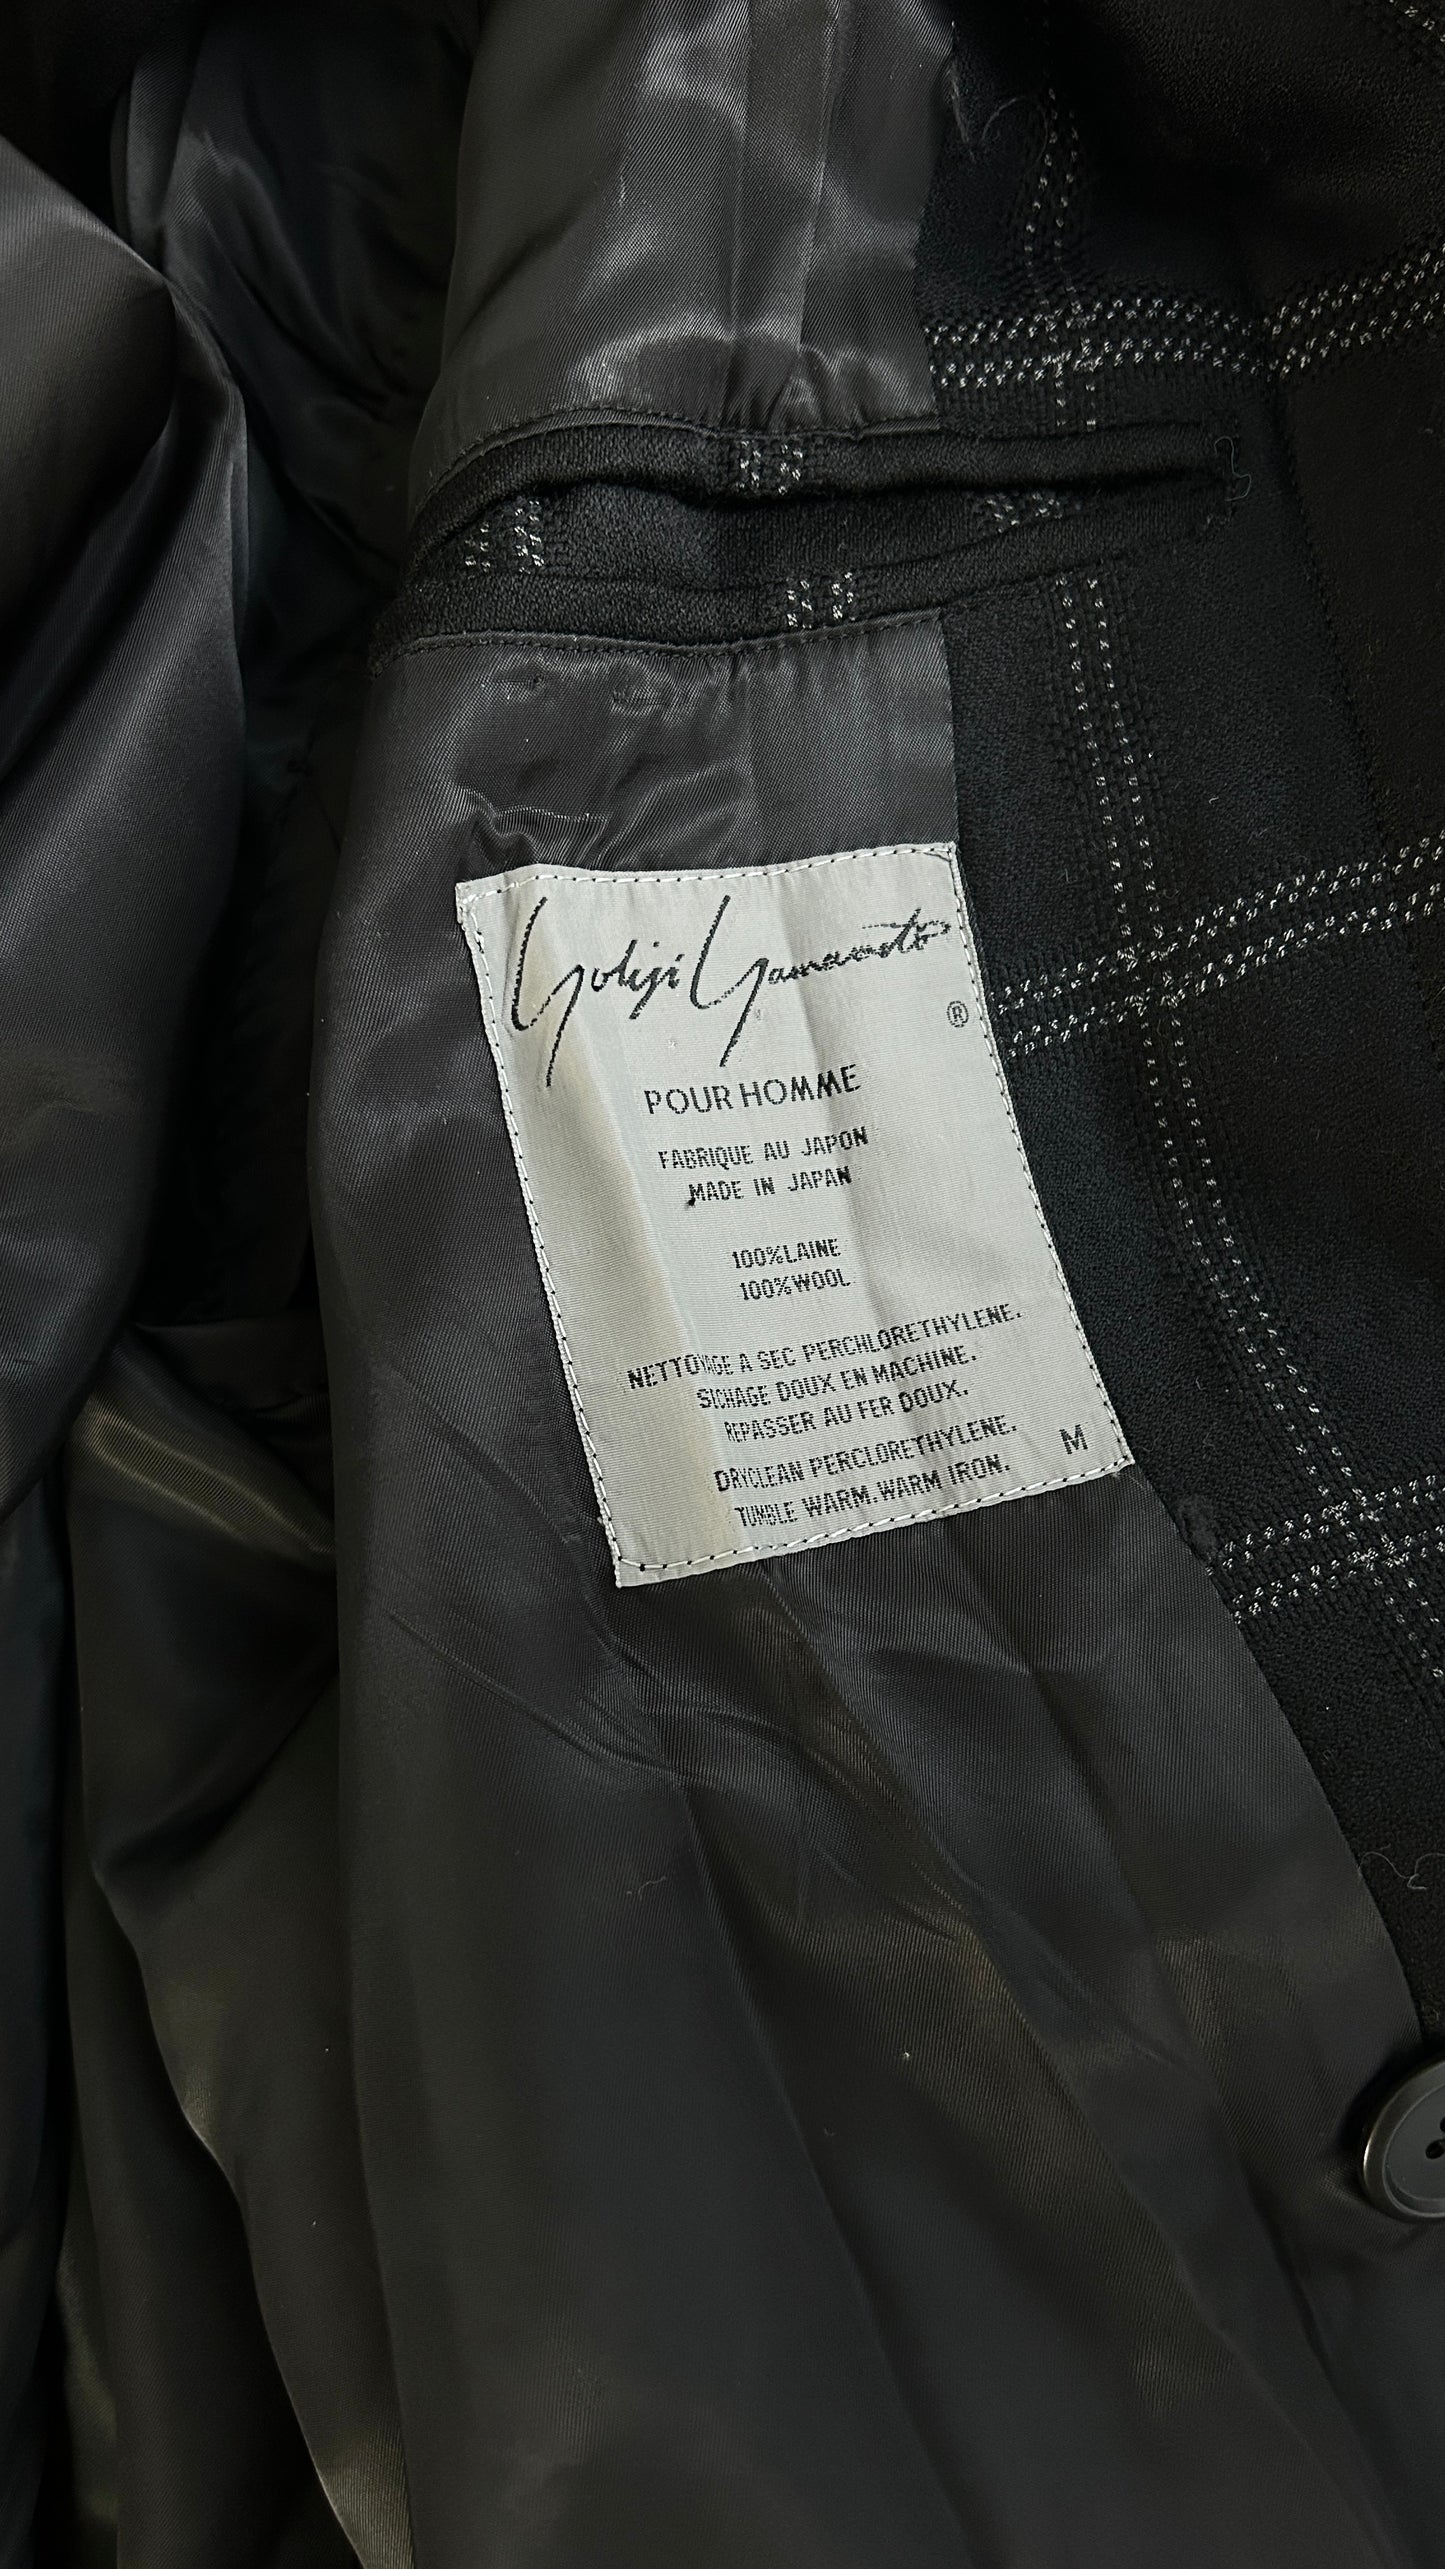 Yohji Yamamoto
®
POUR HOMME
FABRIQUE AU JAPON
MADE IN JAPAN
100%LAINE
100%WOOL
NETTOYAGE A SEC PERCHLORETHYLENE.
SICHAGE DOUX EN MACHINE.
REPASSER AU FER DOUX.
DRYCLEAN PERCLORETHYLENE.
TUMBLE WARM.WARM IRON.
M